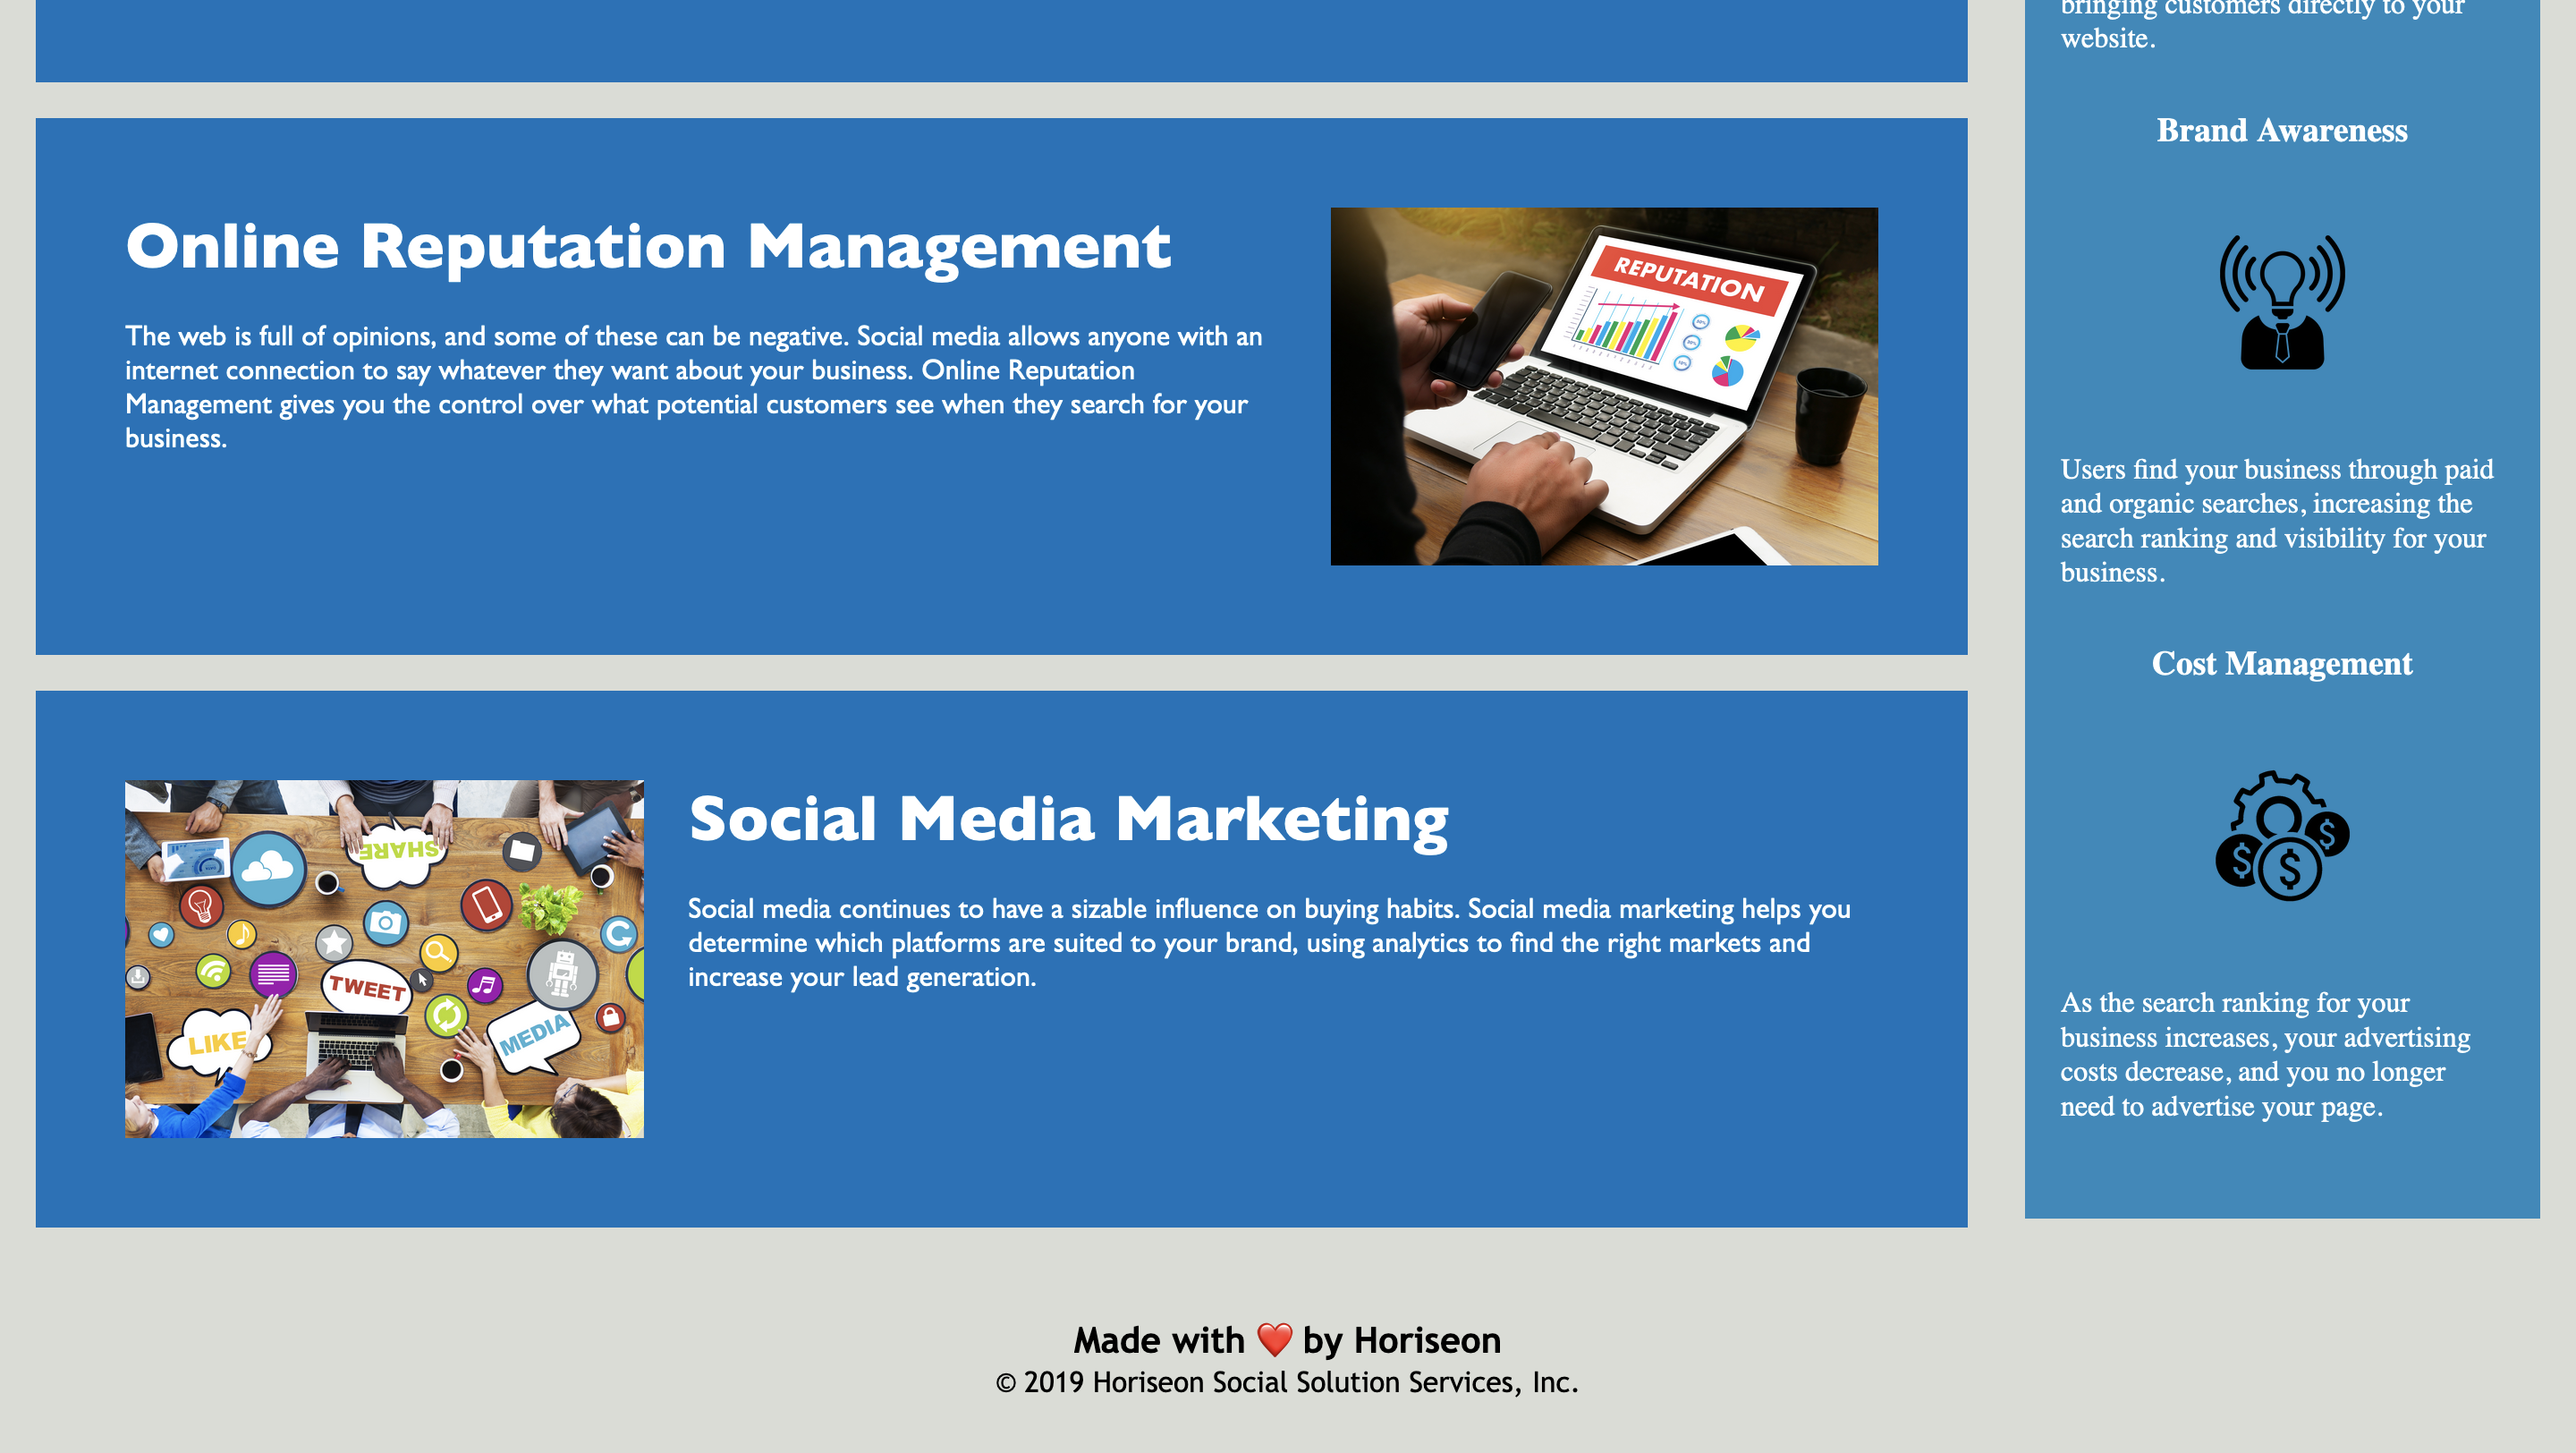 bringing customers directly to your
website.
Online Reputation Management
The web is full of opinions, and some of these can be negative. Social media allows anyone with an
internet connection to say whatever they want about your business. Online Reputation
Management gives you the control over what potential customers see when they search for your
business.
REPUTATION
Brand Awareness
Users find your business through paid
and organic searches, increasing the
search ranking and visibility for your
business.
SHARE
TWEET
LIKE
MEDIA
Social Media Marketing
Social media continues to have a sizable influence on buying habits. Social media marketing helps you
determine which platforms are suited to your brand, using analytics to find the right markets and
increase your lead generation.
Cost Management
$
$
$
As the search ranking for your
business increases, your advertising
costs decrease, and you no longer
need to advertise your page.
Made with ❤️ by Horiseon
© 2019 Horiseon Social Solution Services, Inc.